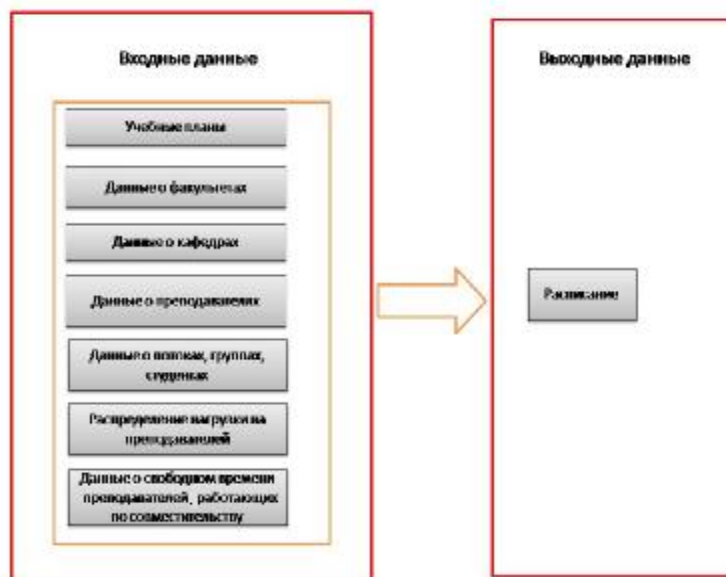 Входные данные
Учебные планы
Данные о факультетах
Данные о кафедрах
Данные о преподавателях
Данные о потоках, группах,
студентах
Распределение нагрузки на
преподавателей
Данные о свободном времени
преподавателей, работающих
по совместительству
Выходные данные
Расписание